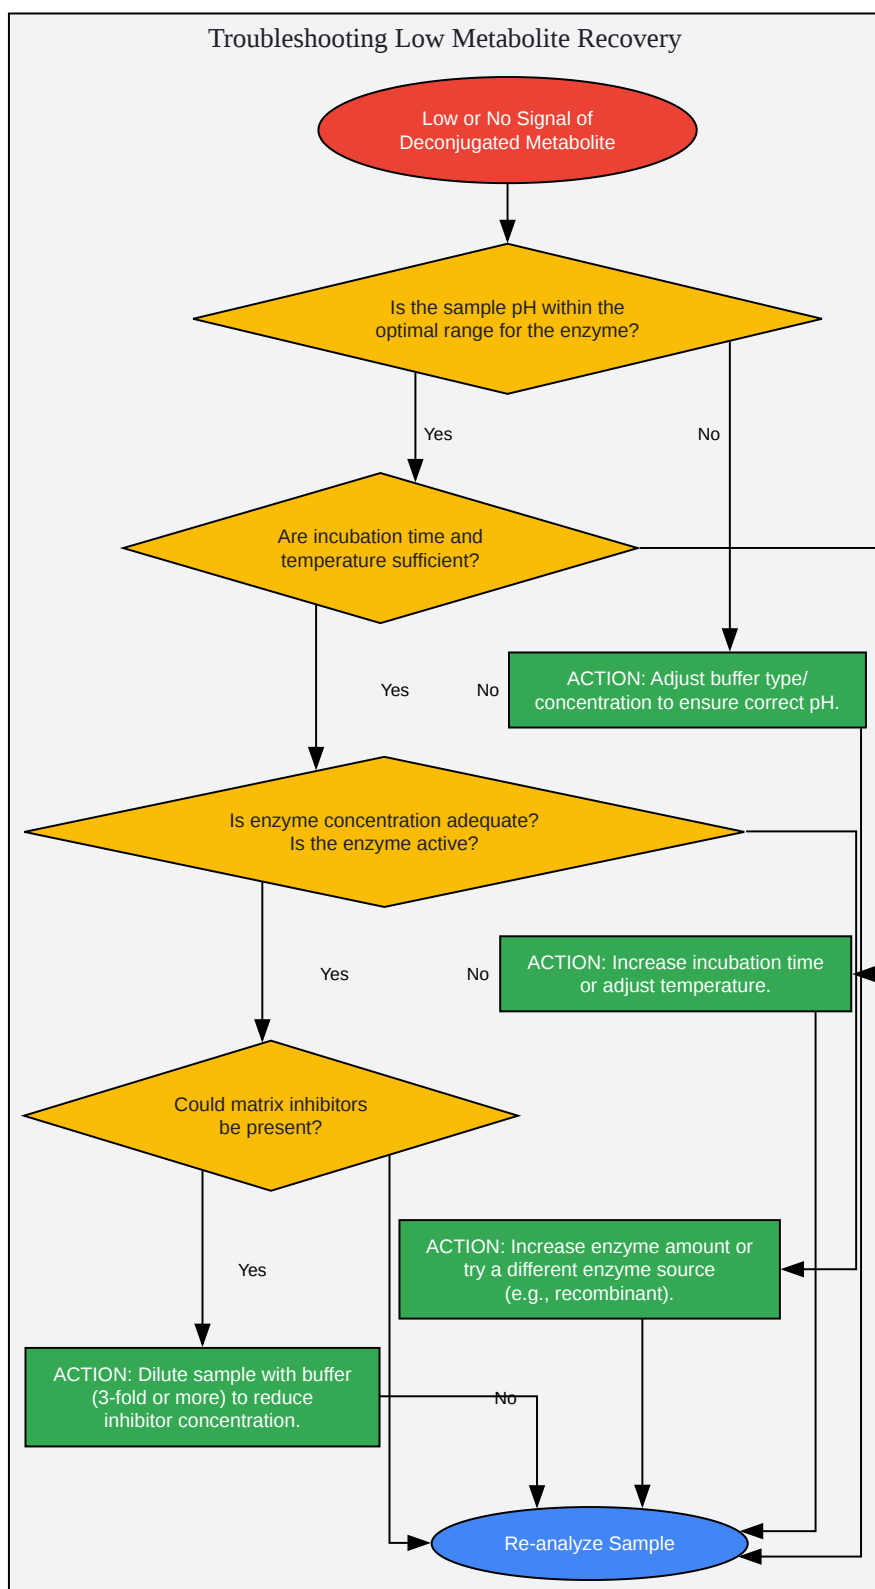 Troubleshooting Low Metabolite Recovery
Low or No Signal of
Deconjugated Metabolite
Is the sample pH within the
optimal range for the enzyme?
Yes
No
Are incubation time and
temperature sufficient?
Yes
No
ACTION: Adjust buffer type/
concentration to ensure correct pH.
Is enzyme concentration adequate?
Is the enzyme active?
Yes
No
ACTION: Increase incubation time
or adjust temperature.
Could matrix inhibitors
be present?
Yes
ACTION: Increase enzyme amount or
try a different enzyme source
(e.g., recombinant).
ACTION: Dilute sample with buffer
(3-fold or more) to reduce
inhibitor concentration.
No
Re-analyze Sample